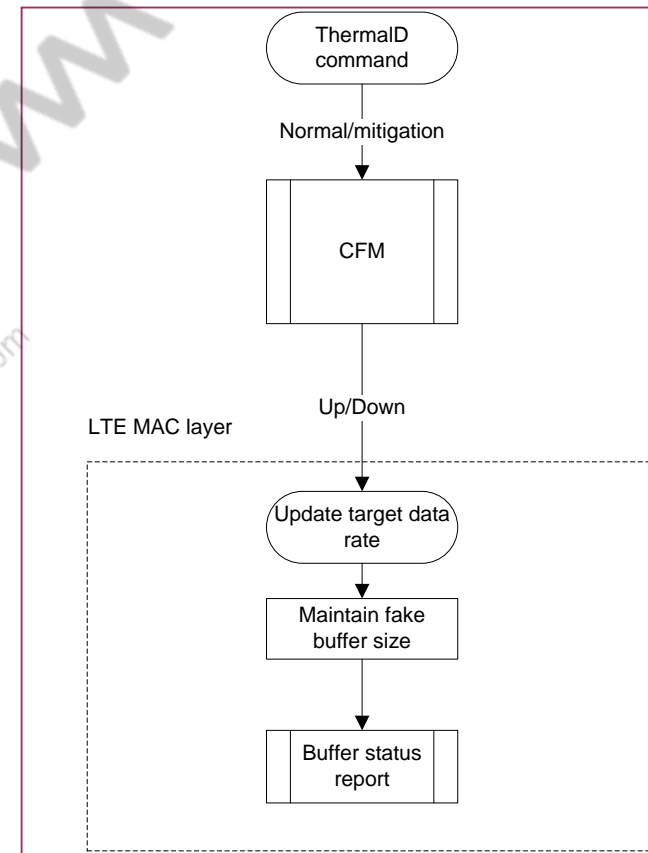 ThermalD
command
Normal/mitigation
CFM
Up/Down
LTE MAC layer
Update target data
rate
Maintain fake
buffer size
Buffer status
report